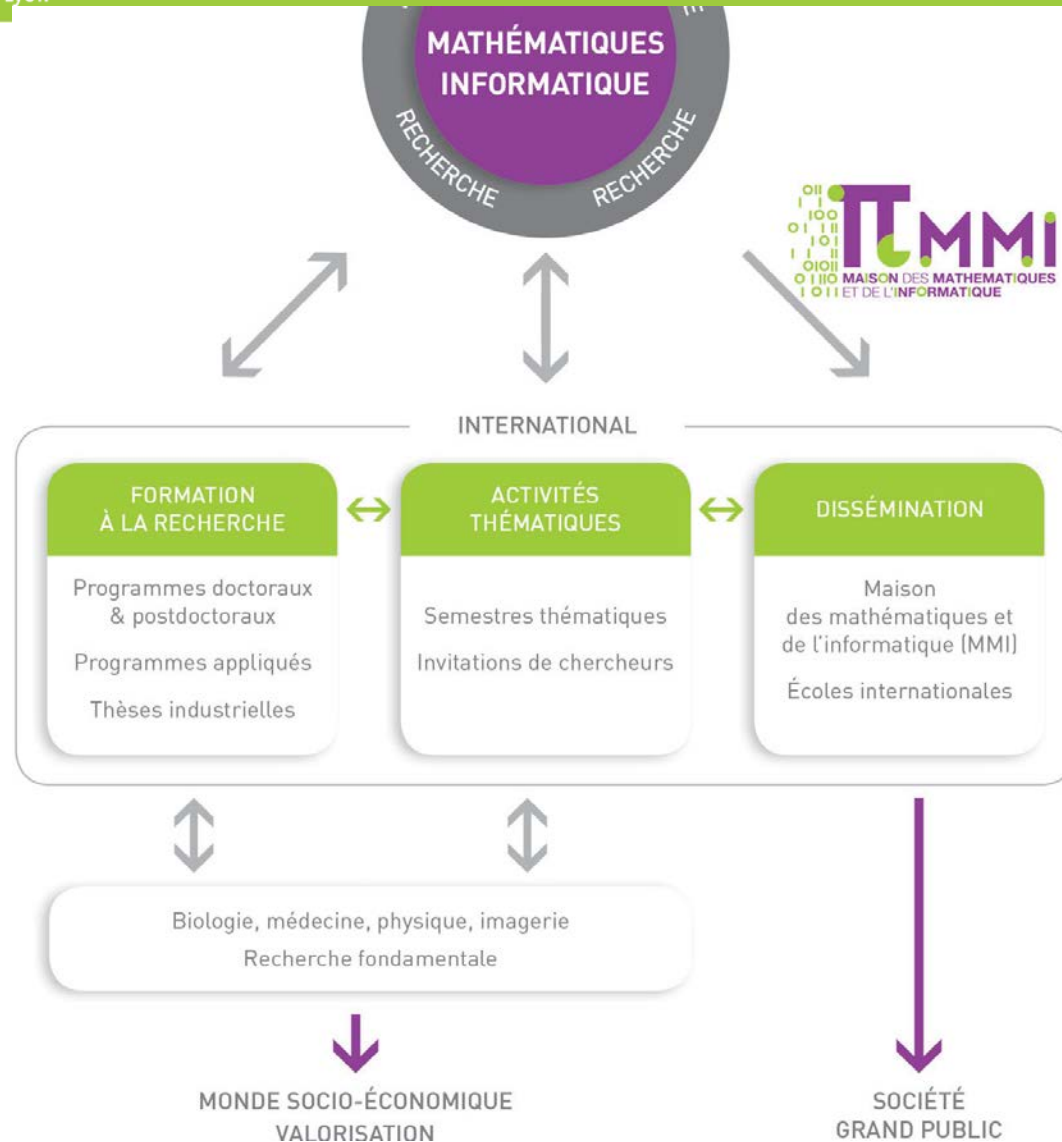 MATHÉMATIQUES
INFORMATIQUE
RECHERCHE
RECHERCHE
MMI
MAISON DES MATHEMATIQUES
ET DE L'INFORMATIQUE
INTERNATIONAL
FORMATION
À LA RECHERCHE
Programmes doctoraux
& postdoctoraux
Programmes appliqués
Thèses industrielles
ACTIVITÉS
THÉMATIQUES
Semestres thématiques
Invitations de chercheurs
DISSÉMINATION
Maison
des mathématiques et
de l'informatique (MMI)
Écoles internationales
Biologie, médecine, physique, imagerie
Recherche fondamentale
MONDE SOCIO-ÉCONOMIQUE
VALORISATION
SOCIÉTÉ
GRAND PUBLIC